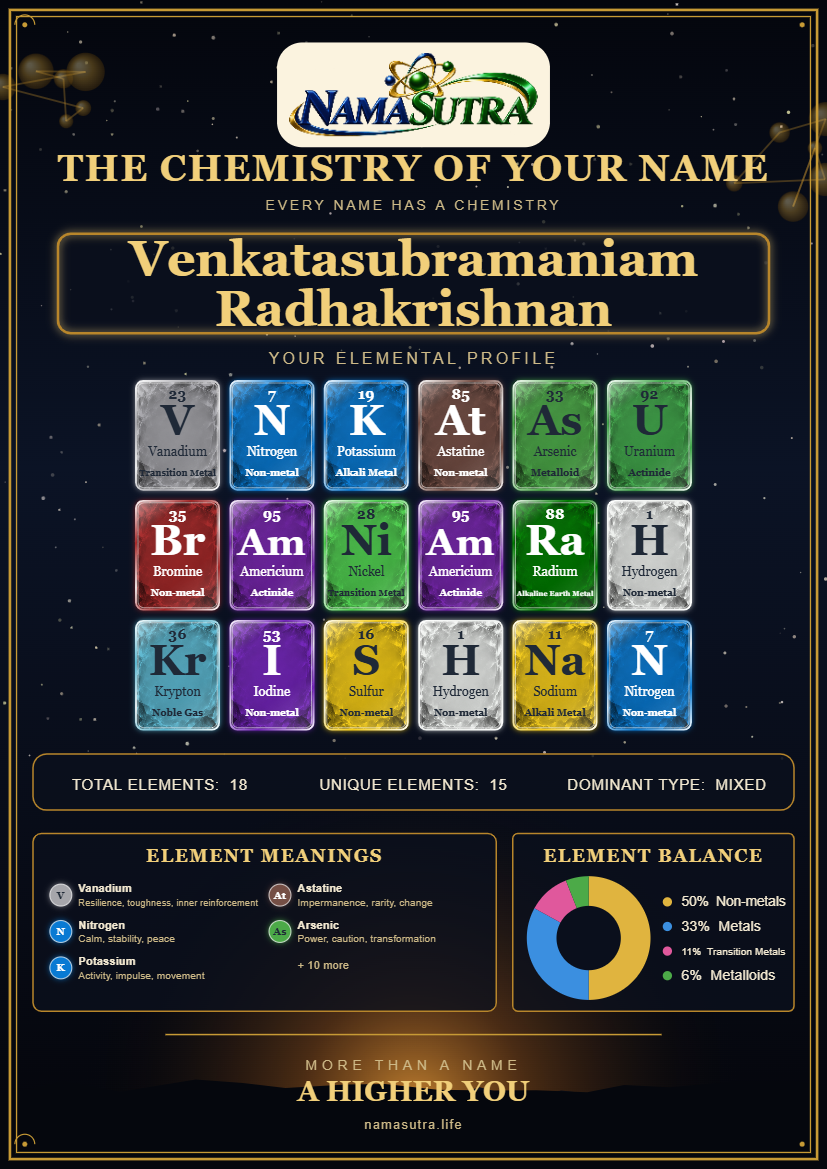 NAMASUTRA
THE CHEMISTRY OF YOUR NAME
EVERY NAME HAS A CHEMISTRY
Venkatasubramaniam
Radhakrishnan
YOUR ELEMENTAL PROFILE
23
V
Vanadium
Transition Metal
7
N
Nitrogen
Non-metal
19
K
Potassium
Alkali Metal
85
At
Astatine
Non-metal
33
As
Arsenic
Metalloid
92
U
Uranium
Actinide
35
Br
Bromine
Non-metal
95
Am
Americium
Actinide
28
Ni
Nickel
Transition Metal
95
Am
Americium
Actinide
88
Ra
Radium
Alkaline Earth Metal
1
H
Hydrogen
Non-metal
36
Kr
Krypton
Noble Gas
53
I
Iodine
Non-metal
16
S
Sulfur
Non-metal
1
H
Hydrogen
Non-metal
11
Na
Sodium
Alkali Metal
7
N
Nitrogen
Non-metal
TOTAL ELEMENTS: 18
UNIQUE ELEMENTS: 15
DOMINANT TYPE: MIXED
ELEMENT MEANINGS
V
Vanadium
Resilience, toughness, inner reinforcement
N
Nitrogen
Calm, stability, peace
K
Potassium
Activity, impulse, movement
At
Astatine
Impermanence, rarity, change
As
Arsenic
Power, caution, transformation
+ 10 more
ELEMENT BALANCE
50% Non-metals
33% Metals
11% Transition Metals
6% Metalloids
MORE THAN A NAME
A HIGHER YOU
namasutra.life